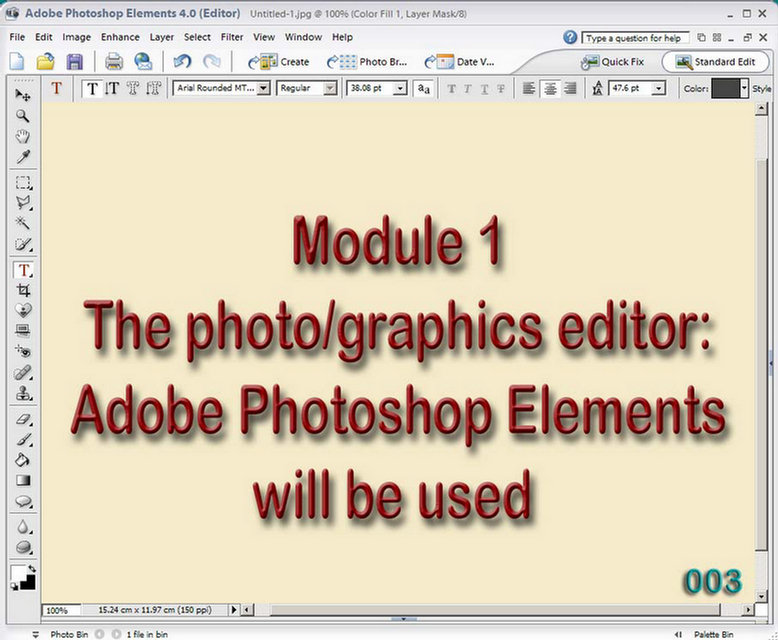 Adobe Photoshop Elements 4.0 (Editor) Untitled-1.jpg @ 100% (Color Fill 1, Layer Mask/8)
File Edit Image Enhance Layer Select Filter View Window Help Type a question for help
Create Photo Br... Date V... Quick Fix Standard Edit
T T T T T Arial Rounded MT... Regular 38.08 pt aa T T T T 47.6 pt Color: Style
Module 1
The photo/graphics editor:
Adobe Photoshop Elements
will be used
003
100% 15.24 cm x 11.97 cm (150 ppi)
Photo Bin 1 file in bin Palette Bin